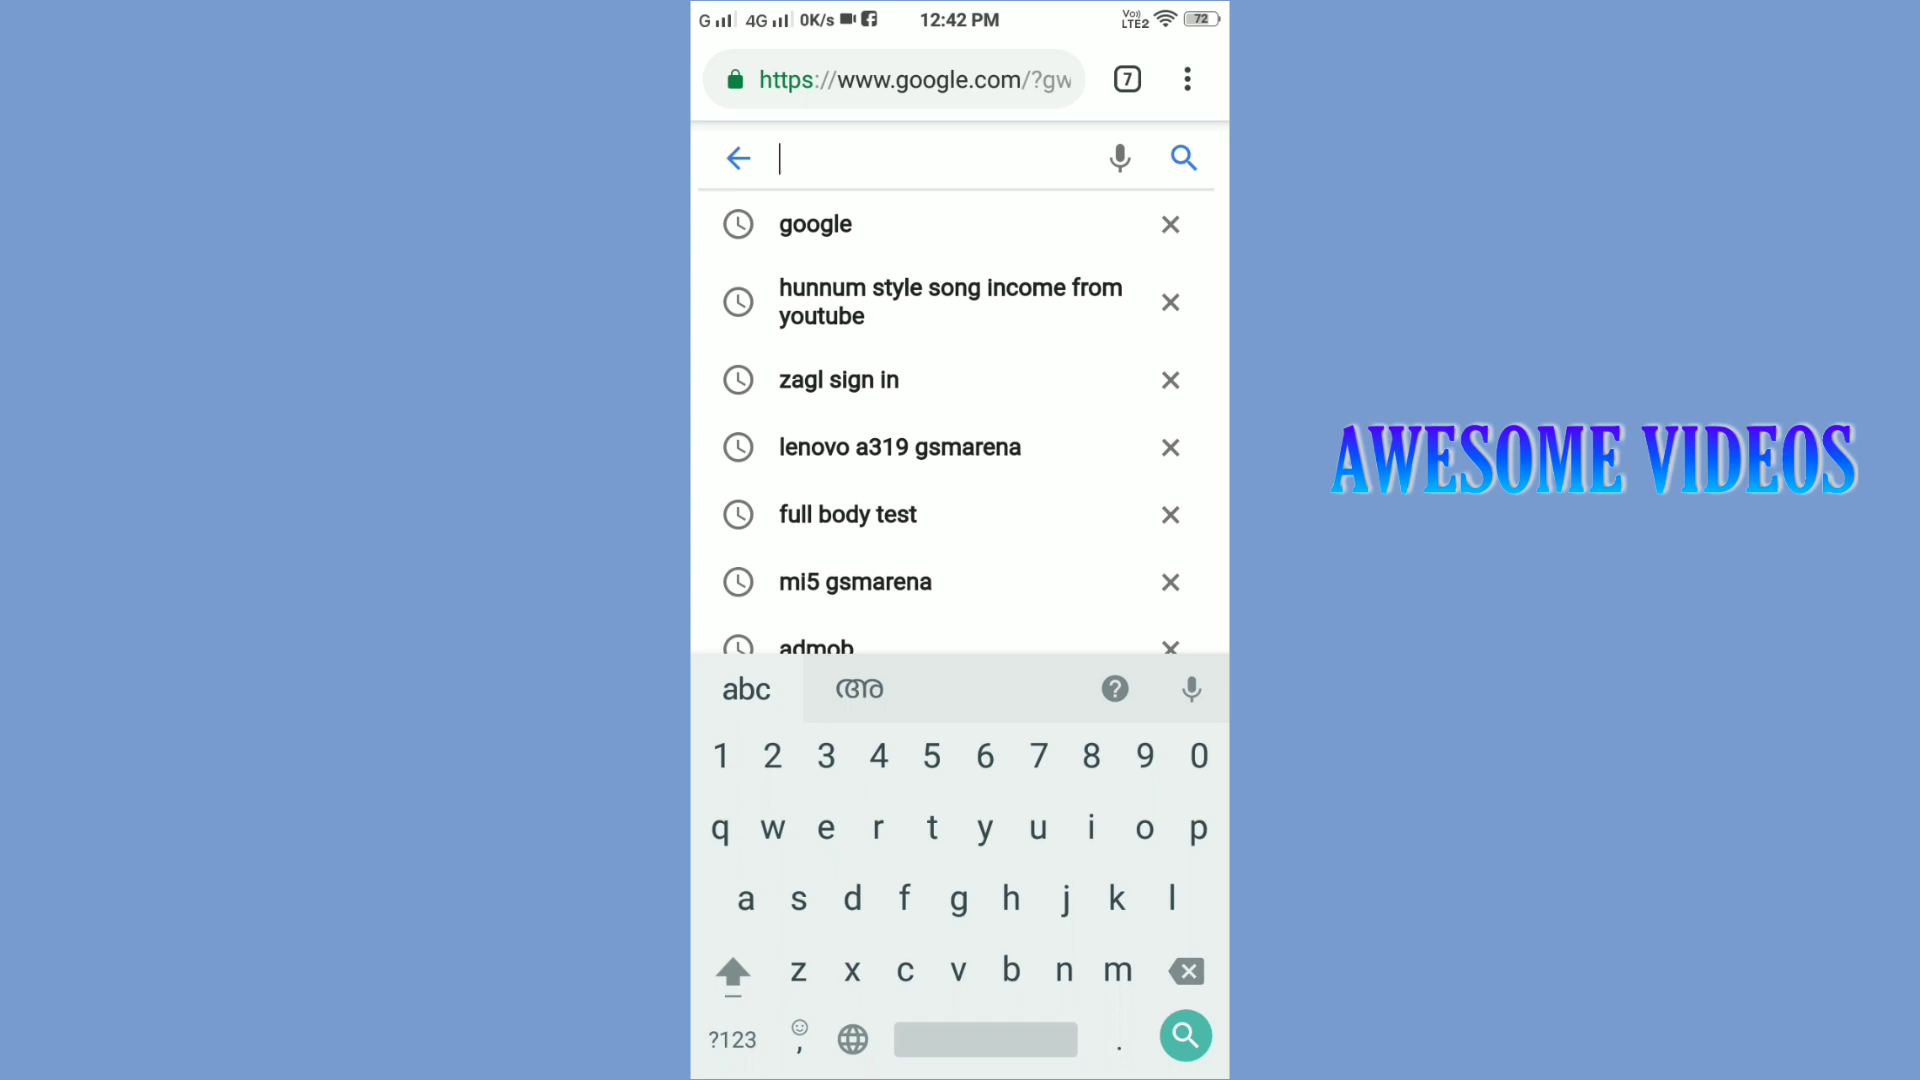 G 4G 0K/s 12:42 PM Vo) LTE2 72
https://www.google.com/?gw
7
google
hunnum style song income from
youtube
zagl sign in
lenovo a319 gsmarena
full body test
mi5 gsmarena
admob
AWESOME VIDEOS
abc അ
1 2 3 4 5 6 7 8 9 0
q w e r t y u i o p
a s d f g h j k l
z x c v b n m
?123 , .